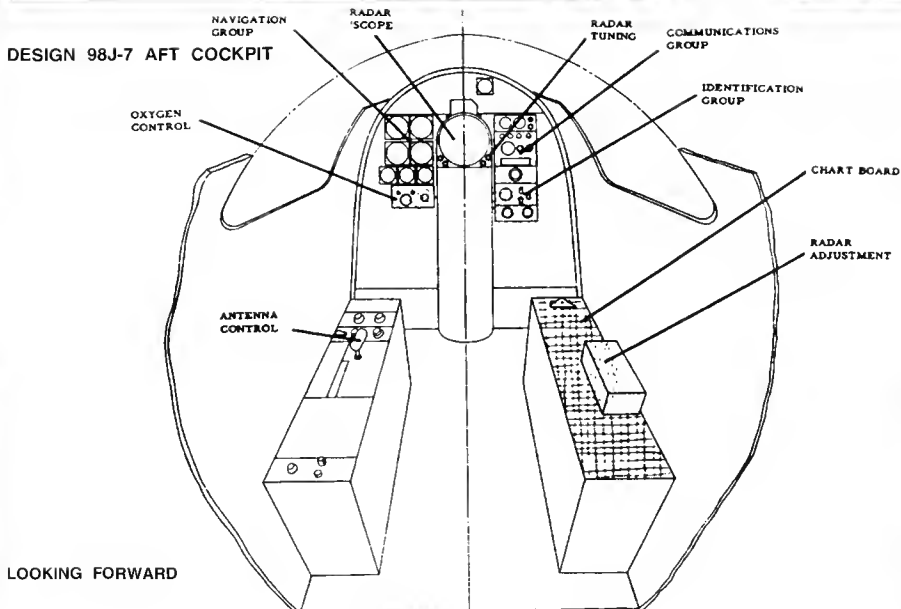 NAVIGATION
GROUP
RADAR
'SCOPE
RADAR
TUNING
COMMUNICATIONS
GROUP
DESIGN 98J-7 AFT COCKPIT
IDENTIFICATION
GROUP
OXYGEN
CONTROL
CHART BOARD
RADAR
ADJUSTMENT
ANTENNA
CONTROL
LOOKING FORWARD